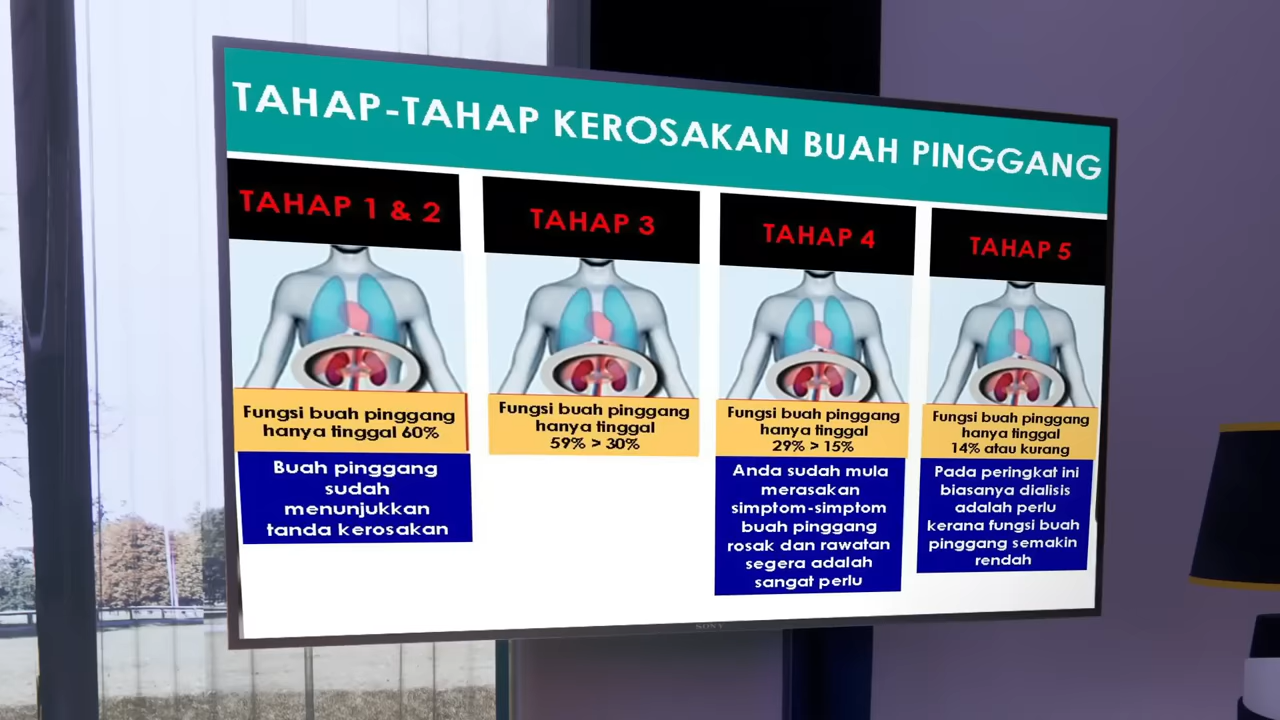 TAHAP-TAHAP KEROSAKAN BUAH PINGGANG
TAHAP 1 & 2
Fungsi buah pinggang
hanya tinggal 60%
Buah pinggang
sudah
menunjukkan
tanda kerosakan
TAHAP 3
Fungsi buah pinggang
hanya tinggal
59% > 30%
TAHAP 4
Fungsi buah pinggang
hanya tinggal
29% > 15%
Anda sudah mula
merasakan
simptom-simptom
buah pinggang
rosak dan rawatan
segera adalah
sangat perlu
TAHAP 5
Fungsi buah pinggang
hanya tinggal
14% atau kurang
Pada peringkat ini
biasanya dialisis
adalah perlu
kerana fungsi buah
pinggang semakin
rendah
SONY